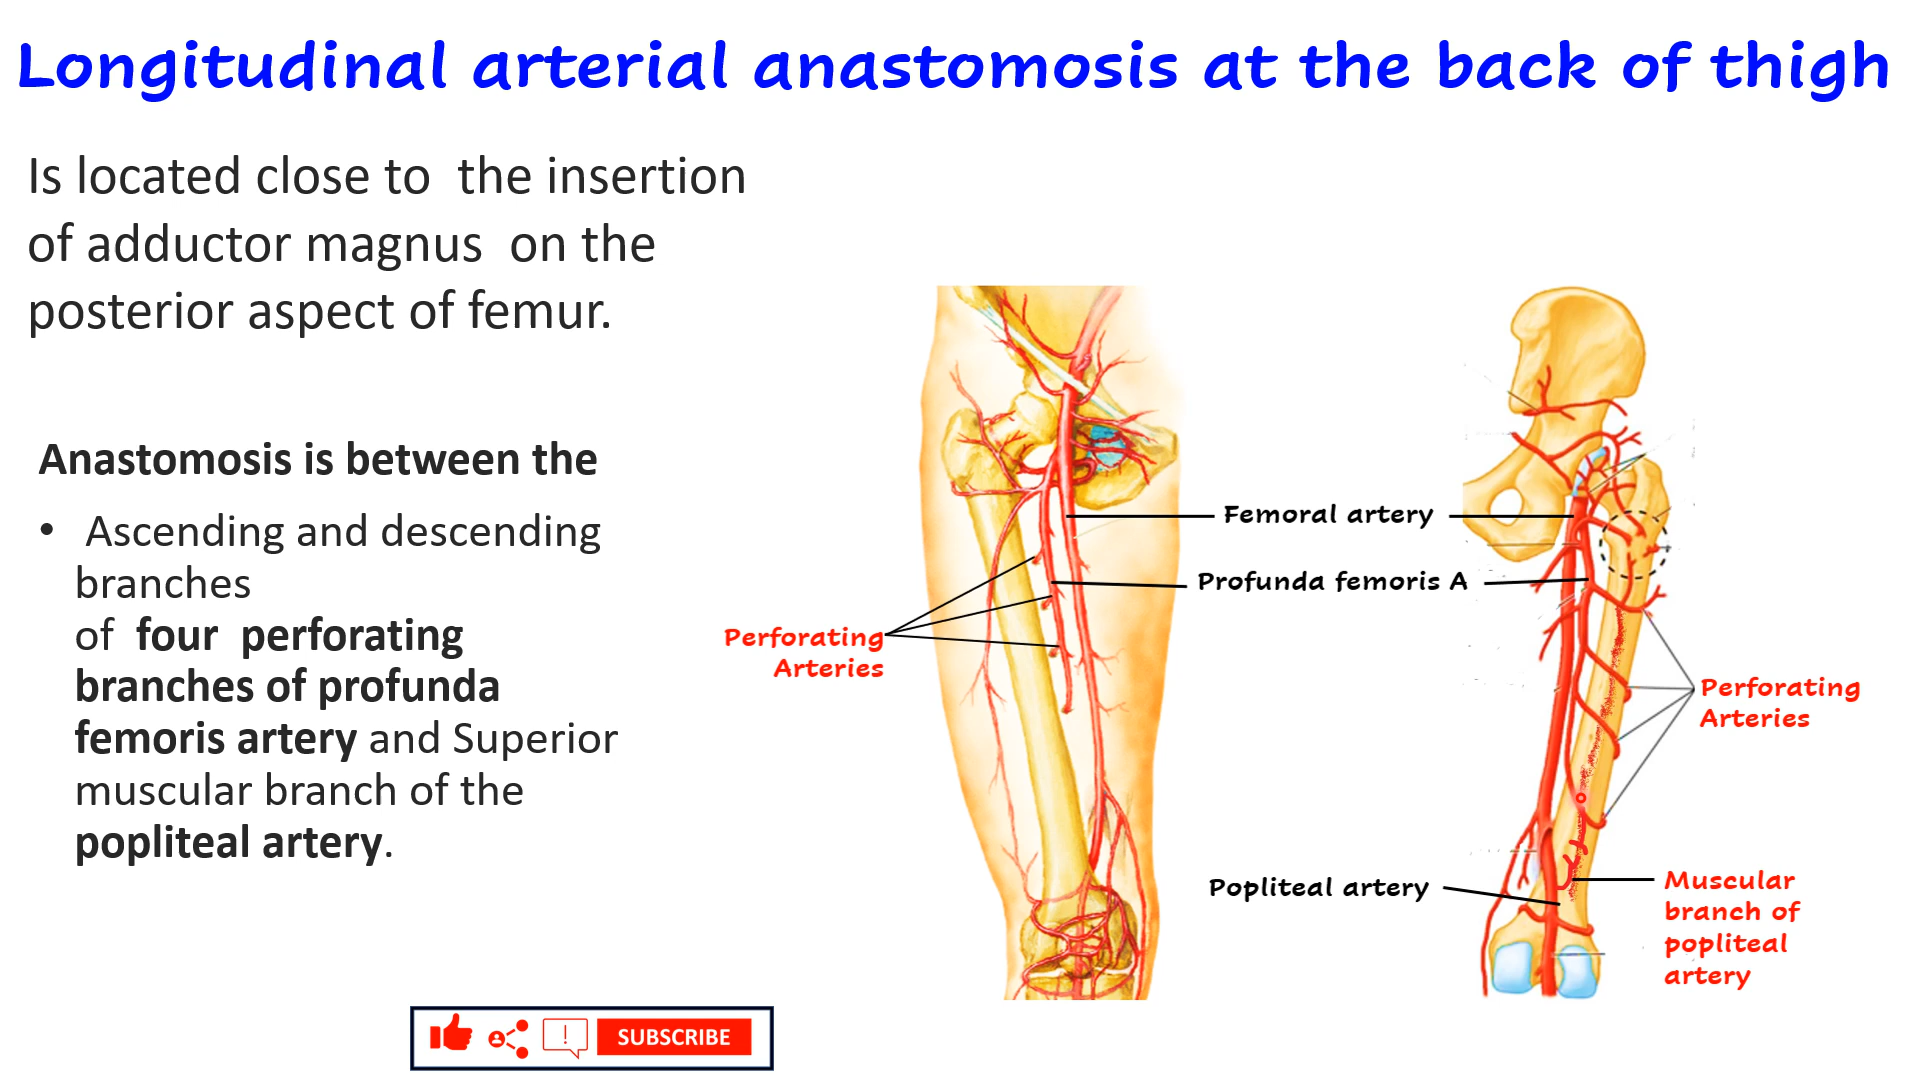 Longitudinal arterial anastomosis at the back of thigh
Is located close to the insertion
of adductor magnus on the
posterior aspect of femur.
Anastomosis is between the
• Ascending and descending
branches
of four perforating
branches of profunda
femoris artery and Superior
muscular branch of the
popliteal artery.
Perforating
Arteries
Femoral artery
Profunda femoris A
Popliteal artery
Perforating
Arteries
Muscular
branch of
popliteal
artery
SUBSCRIBE